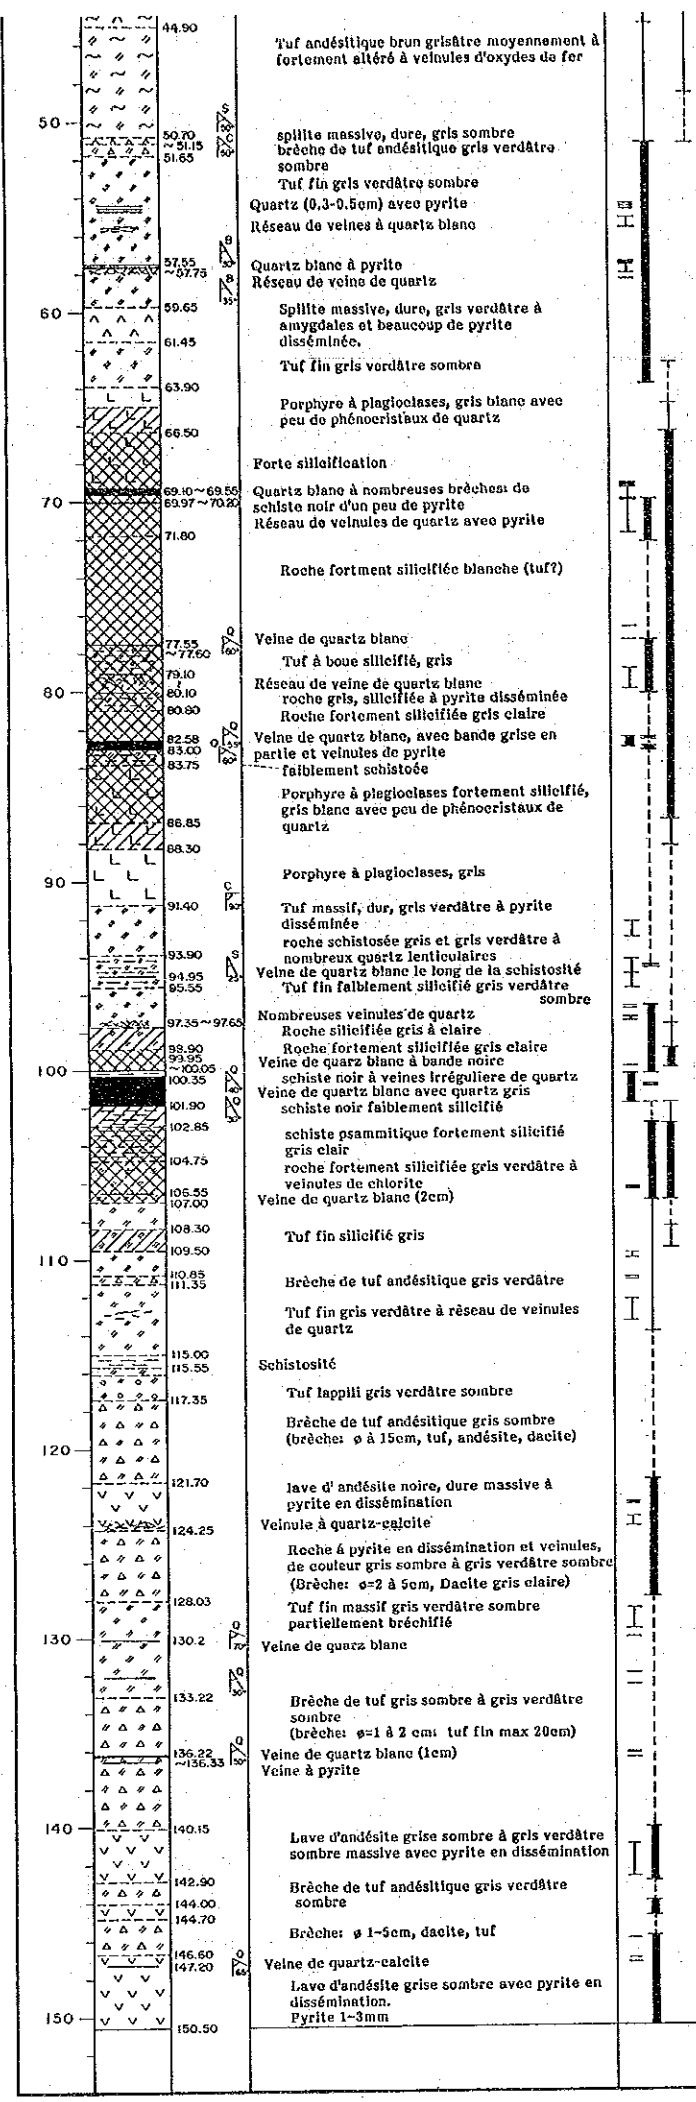 44.90
Tuf andésitique brun grisâtre moyennement à
fortement altéré à veinules d'oxydes de fer
50
S
50.70
~51.15
51.65
C
50
spilite massive, dure, gris sombre
brèche de tuf andésitique gris verdâtre
sombre
Tuf fin gris verdâtre sombre
Quartz (0,3-0.5cm) avec pyrite
Réseau de veines à quartz blanc
B
57.55
~57.75
Quartz blanc à pyrite
B
35
Réseau de veine de quartz
60
59.65
Spilite massive, dure, gris verdâtre à
amygdales et beaucoup de pyrite
disséminée.
61.45
Tuf fin gris verdâtre sombre
63.90
Porphyre à plagioclases, gris blanc avec
peu de phénocristaux de quartz
66.50
Forte silicification
69.10~69.55
Quartz blanc à nombreuses brèches: de
70
69.97~70.20
schiste noir d'un peu de pyrite
Réseau de veinules de quartz avec pyrite
71.80
Roche fortment silicifiée blanche (tuf?)
77.55
~77.60
Q
60
Veine de quartz blanc
Tuf à boue silicifié, gris
79.10
Réseau de veine de quartz blanc
80
80.10
roche gris, silicifiée à pyrite disséminée
80.80
Roche fortement silicifiée gris claire
82.58
Q
55
Veine de quartz blanc, avec bande grise en
83.00
Q
60
partie et veinules de pyrite
83.75
faiblement schistosée
Porphyre à plegioclases fortement silicifié,
gris blanc avec peu de phénocristaux de
quartz
86.85
88.30
Porphyre à plagioclases, gris
90
C
90
91.40
Tuf massif, dur, gris verdâtre à pyrite
disséminée
roche schistosée gris et gris verdâtre à
nombreux quartz lenticulaires
93.90
S
25
94.95
Veine de quartz blanc le long de la schistosité
95.55
Tuf fin faiblement silicifié gris verdâtre
sombre
97.35~97.65
Nombreuses veinules de quartz
Roche silicifiée gris à claire
98.90
Roche fortement silicifiée gris claire
99.95
~100.05
Veine de quarz blanc à bande noire
100
100.35
Q
40
schiste noir à veines irréguliere de quartz
Veine de quartz blanc avec quartz gris
101.90
Q
30
schiste noir faiblement silicifié
102.85
schiste psammitique fortement silicifié
gris clair
104.75
roche fortement silicifiée gris verdâtre à
veinules de chlorite
106.55
107.00
Veine de quartz blanc (2cm)
108.30
Tuf fin silicifié gris
109.50
110
110.85
111.35
Brèche de tuf andésitique gris verdâtre
Tuf fin gris verdâtre à rèseau de veinules
de quartz
115.00
115.55
Schistosité
117.35
Tuf lappili gris verdâtre sombre
Brèche de tuf andésitique gris sombre
(brèche: ø à 15cm, tuf, andésite, dacite)
120
121.70
lave d' andésite noire, dure massive à
pyrite en dissémination
124.25
Veinule à quartz-calcite
Roche à pyrite en dissémination et veinules,
de couteur gris sombre à gris verdâtre sombre
(Brèche: ø=2 à 5cm, Dacite gris claire)
128.03
Tuf fin massif gris verdâtre sombre
partiellement bréchifié
130
130.2
Q
70
Veine de quarz blanc
Q
30
133.22
Brèche de tuf gris sombre à gris verdâtre
sombre
(brèche: ø=1 à 2 cm: tuf fin max 20cm)
136.22
~136.33
Q
50
Veine de quartz blanc (1cm)
Veine à pyrite
140
140.15
Lave d'andésite grise sombre à gris verdâtre
sombre massive avec pyrite en dissémination
142.90
Brèche de tuf andésitique gris verdâtre
sombre
144.00
144.70
Brèche: ø 1~5cm, dacite, tuf
146.60
147.20
Q
65
Veine de quartz-calcite
Lave d'andésite grise sombre avec pyrite en
dissémination.
Pyrite 1~3mm
150
150.50